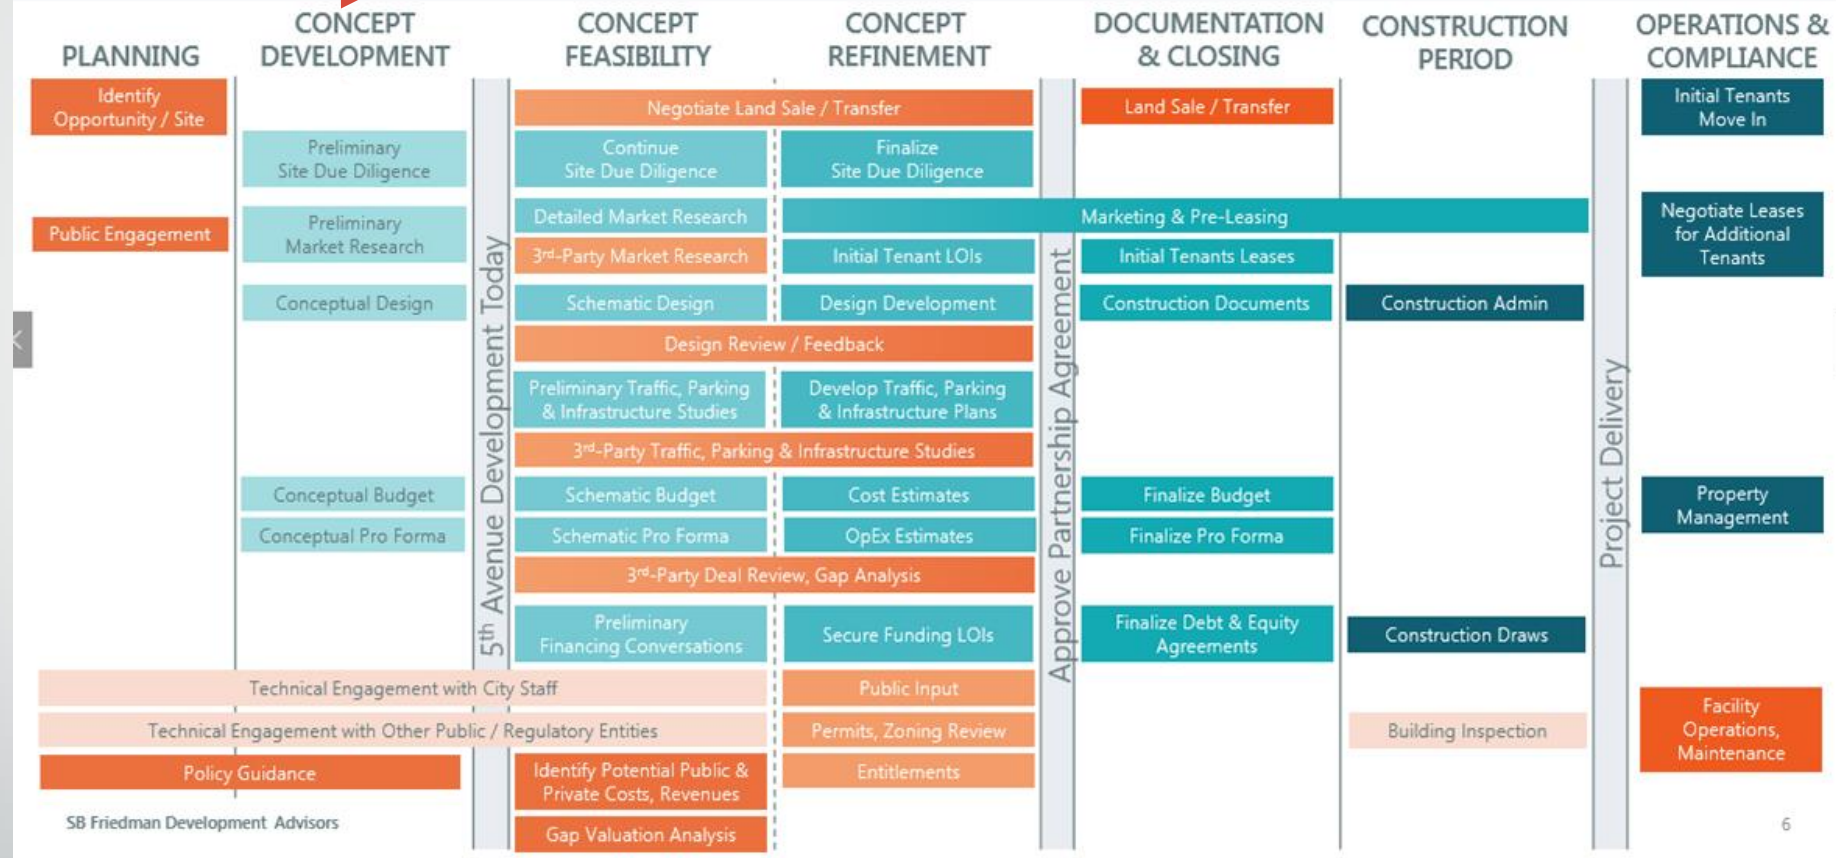 PLANNING
CONCEPT
DEVELOPMENT
CONCEPT
FEASIBILITY
CONCEPT
REFINEMENT
DOCUMENTATION
& CLOSING
CONSTRUCTION
PERIOD
OPERATIONS &
COMPLIANCE
Identify
Opportunity / Site
Negotiate Land Sale / Transfer
Land Sale / Transfer
Initial Tenants
Move In
Preliminary
Site Due Diligence
Continue
Site Due Diligence
Finalize
Site Due Diligence
Public Engagement
Preliminary
Market Research
Detailed Market Research
Marketing & Pre-Leasing
Negotiate Leases
for Additional
Tenants
3rd-Party Market Research
Initial Tenant LOIs
Initial Tenants Leases
Conceptual Design
Schematic Design
Design Development
Construction Documents
Construction Admin
Design Review / Feedback
Preliminary Traffic, Parking
& Infrastructure Studies
Develop Traffic, Parking
& Infrastructure Plans
3rd-Party Traffic, Parking & Infrastructure Studies
Conceptual Budget
Schematic Budget
Cost Estimates
Finalize Budget
Property
Management
Conceptual Pro Forma
Schematic Pro Forma
OpEx Estimates
Finalize Pro Forma
3rd-Party Deal Review, Gap Analysis
Preliminary
Financing Conversations
Secure Funding LOIs
Finalize Debt & Equity
Agreements
Construction Draws
Technical Engagement with City Staff
Public Input
Technical Engagement with Other Public / Regulatory Entities
Permits, Zoning Review
Building Inspection
Facility
Operations,
Maintenance
Policy Guidance
Identify Potential Public &
Private Costs, Revenues
Entitlements
Gap Valuation Analysis
5th Avenue Development Today
Approve Partnership Agreement
Project Delivery
SB Friedman Development Advisors
6